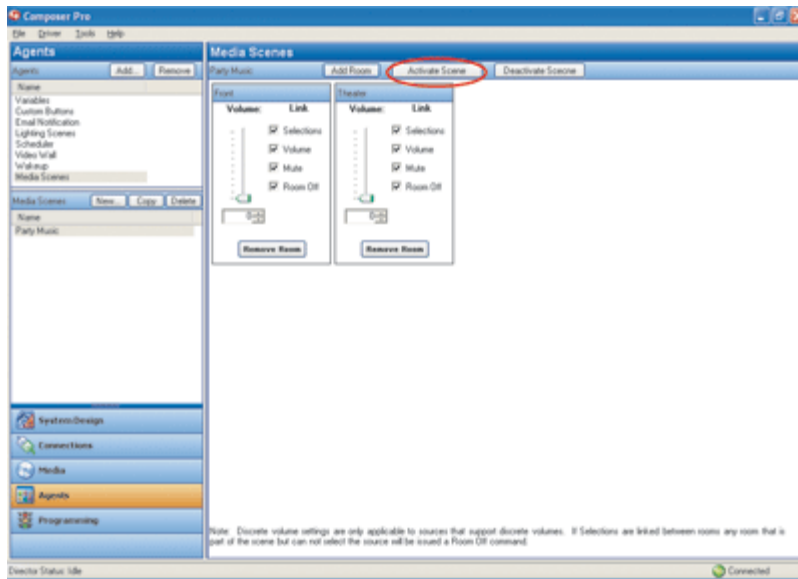 Composer Pro
File Driver Tools Help
Agents
Agents Add... Remove
Name
Variables
Custom Buttons
Email Notification
Lighting Scenes
Scheduler
Video Wall
Wakeup
Media Scenes
Media Scenes New... Copy Delete
Name
Party Music
System Design
Connections
Media
Agents
Programming
Media Scenes
Party Music Add Room Activate Scene Deactivate Sceone
Front
Volume: Link
Selections
Volume
Mute
Room Off
0
Remove Room
Theater
Volume: Link
Selections
Volume
Mute
Room Off
0
Remove Room
Note: Discrete volume settings are only applicable to sources that support discrete volumes. If Selections are linked between rooms any room that is
part of the scene but can not select the source will be issued a Room Off command.
Director Status: Idle
Connected